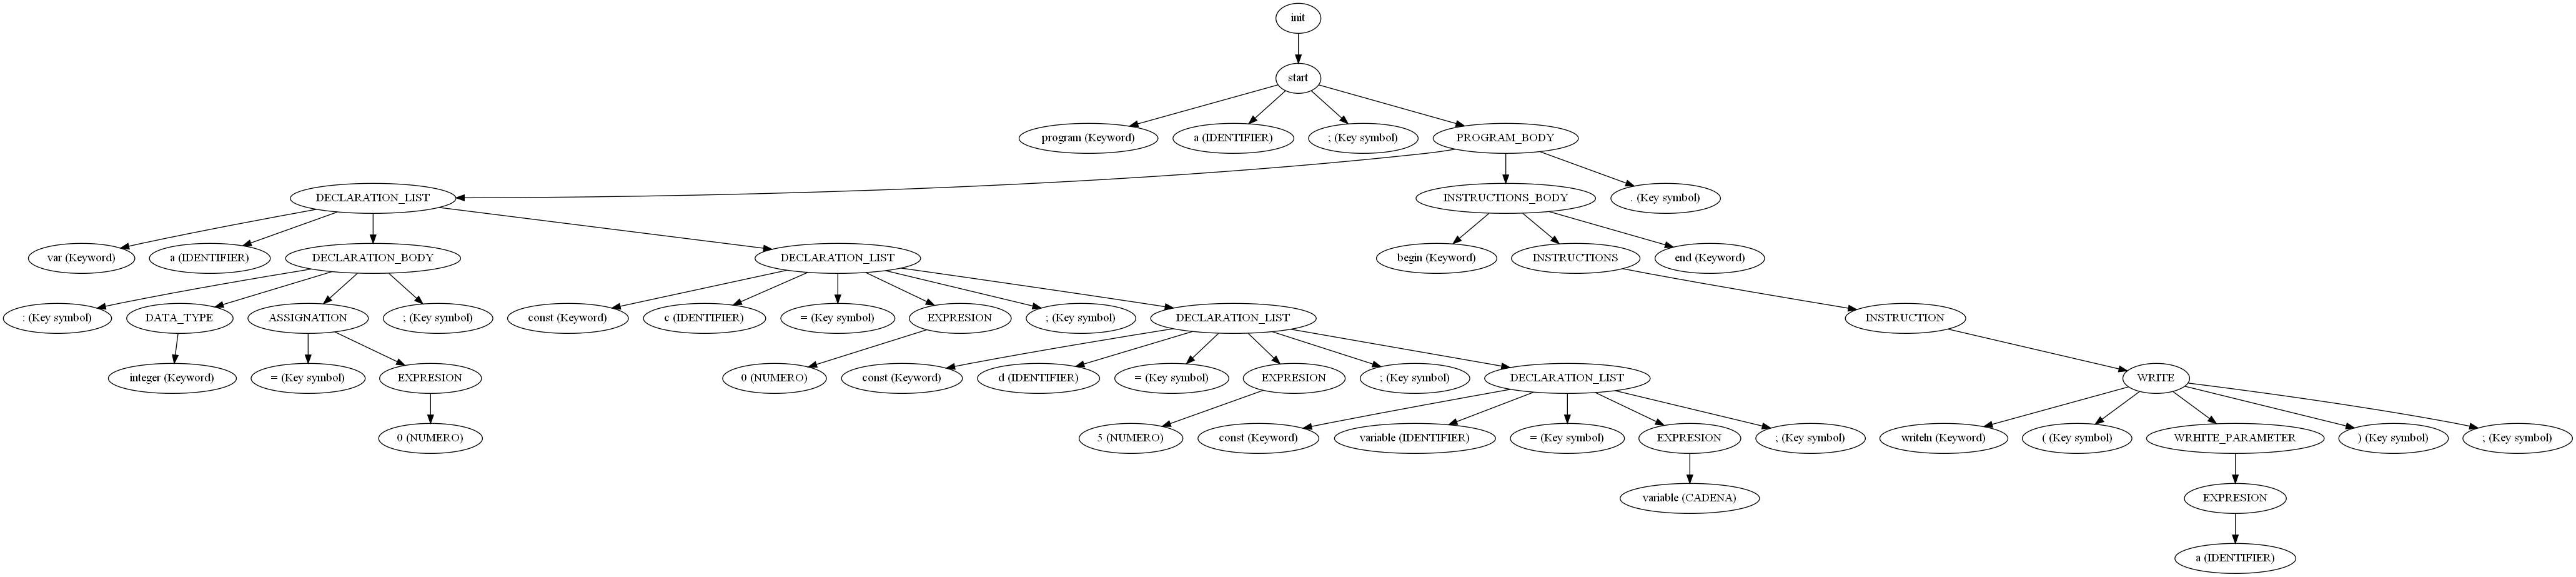 init
start
program (Keyword)
a (IDENTIFIER)
; (Key symbol)
PROGRAM_BODY
DECLARATION_LIST
INSTRUCTIONS_BODY
. (Key symbol)
var (Keyword)
a (IDENTIFIER)
DECLARATION_BODY
DECLARATION_LIST
begin (Keyword)
INSTRUCTIONS
end (Keyword)
: (Key symbol)
DATA_TYPE
ASSIGNATION
; (Key symbol)
const (Keyword)
c (IDENTIFIER)
= (Key symbol)
EXPRESION
; (Key symbol)
DECLARATION_LIST
INSTRUCTION
integer (Keyword)
= (Key symbol)
EXPRESION
0 (NUMERO)
const (Keyword)
d (IDENTIFIER)
= (Key symbol)
EXPRESION
; (Key symbol)
DECLARATION_LIST
WRITE
0 (NUMERO)
5 (NUMERO)
const (Keyword)
variable (IDENTIFIER)
= (Key symbol)
EXPRESION
; (Key symbol)
writeln (Keyword)
( (Key symbol)
WRHITE_PARAMETER
) (Key symbol)
; (Key symbol)
variable (CADENA)
EXPRESION
a (IDENTIFIER)